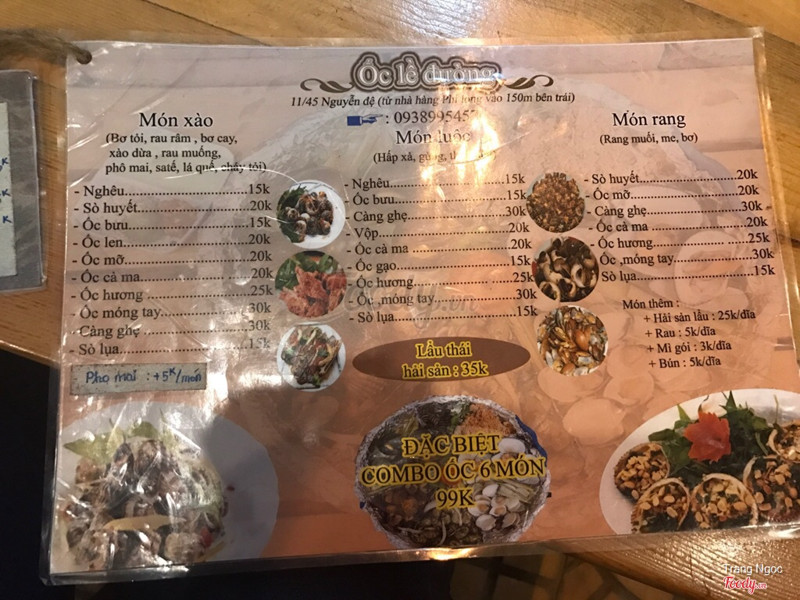 Ốc lề đường
11/45 Nguyễn đệ (từ nhà hàng Phi long vào 150m bên trái)
: 093899545
Món xào
(Bơ tỏi, rau râm , bơ cay,
xào dừa , rau muống,
phô mai, satế, lá quế, cháy tỏi)
- Nghêu...15k
- Sò huyết...20k
- Ốc bưu...15k
- Ốc len...20k
- Ốc mỡ...20k
- Ốc cà ma...20k
- Ốc hương...25k
- Ốc móng tay...30k
- Càng ghẹ...30k
- Sò lụa...15k
Pho mai : +5K/món
Món luộc
(Hấp xả, gừng,
- Nghêu...15k
- Ốc bưu...15k
- Càng ghẹ...30k
- Vộp...20k
- Ốc cà ma...20k
- Ốc gạo...15k
- Ốc hương...25k
- Ốc ,móng tay...30k
- Sò lụa...15k
Lẩu thái
hải sản : 35k
Món rang
(Rang muối, me, bơ)
- Sò huyết...20k
- Ốc mỡ...20k
- Càng ghẹ...30k
- Ốc cà ma...20k
- Ốc hương...25k
- Ốc ,móng tay...30k
Sò lụa...15k
Món thêm :
+ Hải sản lẩu : 25k/dĩa
+ Rau : 5k/dĩa
+ Mì gói : 3k/dĩa
+ Bún : 5k/dĩa
ĐẶC BIỆT
COMBO ỐC 6 MÓN
99K
Trang Ngọc
Foody.vn